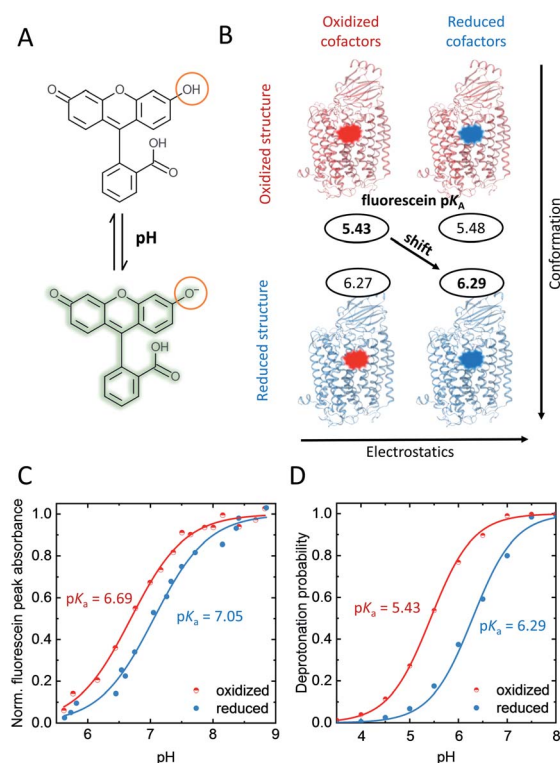 A
OH
O
O
OH
O
pH
O
O
O⁻
OH
O
B
Oxidized
cofactors
Reduced
cofactors
Oxidized structure
Reduced structure
fluorescein pKA
5.43
5.48
shift
6.27
6.29
Conformation
Electrostatics
C
Norm. fluorescein peak absorbance
1.0
0.8
0.6
0.4
0.2
0.0
pKa = 6.69
pKa = 7.05
oxidized
reduced
6
7
8
9
pH
D
Deprotonation probability
1.0
0.8
0.6
0.4
0.2
0.0
pKa = 5.43
pKa = 6.29
oxidized
reduced
4
5
6
7
8
pH